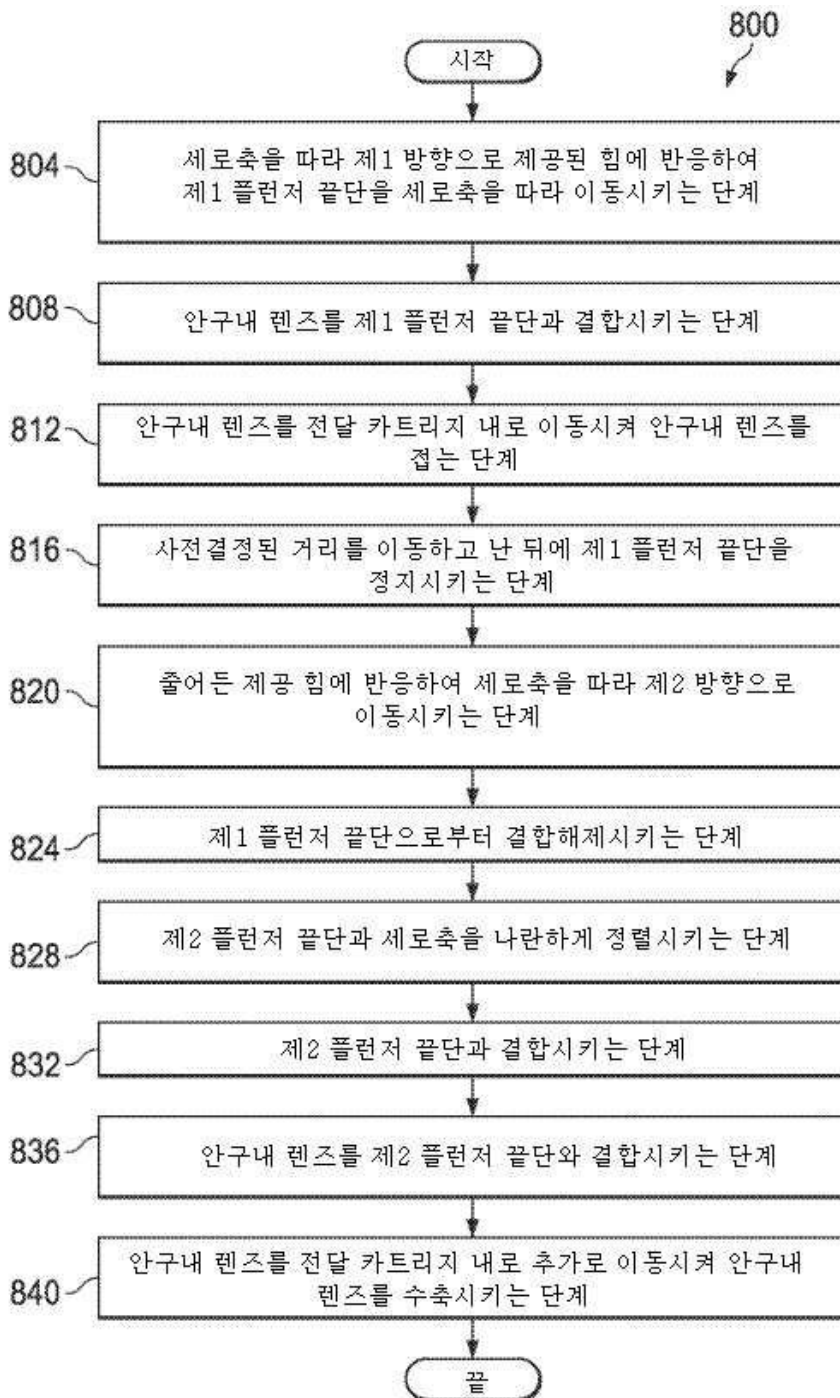 800
시작
804
세로축을 따라 제1 방향으로 제공된 힘에 반응하여
제1 플런저 끝단을 세로축을 따라 이동시키는 단계
808
안구내 렌즈를 제1 플런저 끝단과 결합시키는 단계
812
안구내 렌즈를 전달 카트리지 내로 이동시켜 안구내 렌즈를
접는 단계
816
사전결정된 거리를 이동하고 난 뒤에 제1 플런저 끝단을
정지시키는 단계
820
줄어든 제공 힘에 반응하여 세로축을 따라 제2 방향으로
이동시키는 단계
824
제1 플런저 끝단으로부터 결합해제시키는 단계
828
제2 플런저 끝단과 세로축을 나란하게 정렬시키는 단계
832
제2 플런저 끝단과 결합시키는 단계
836
안구내 렌즈를 제2 플런저 끝단와 결합시키는 단계
840
안구내 렌즈를 전달 카트리지 내로 추가로 이동시켜 안구내
렌즈를 수축시키는 단계
끝